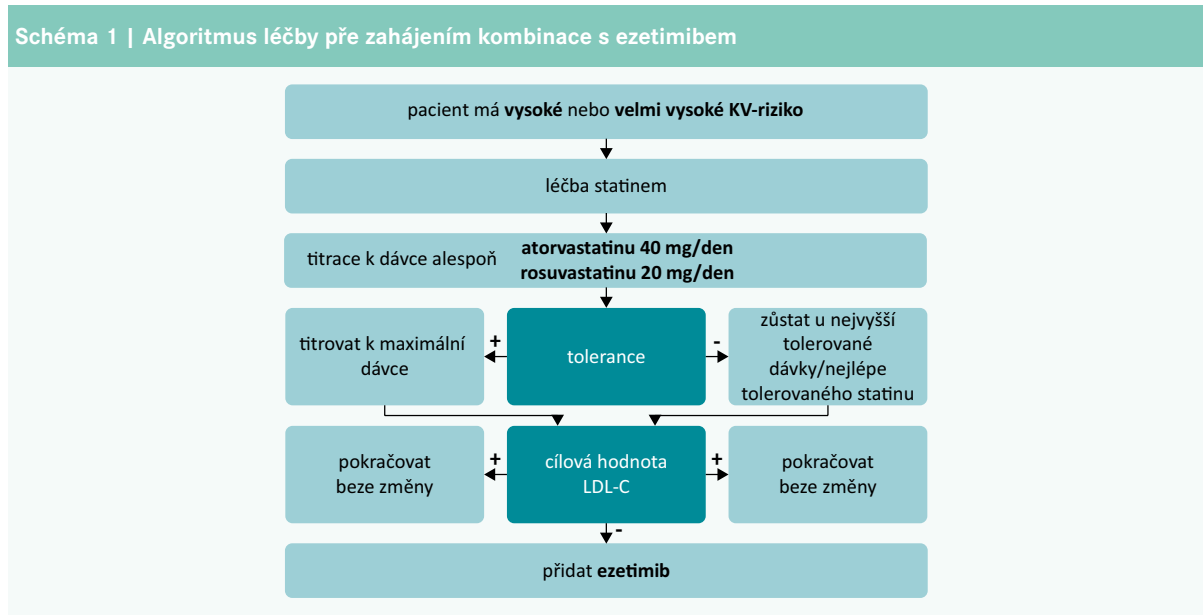 Schéma 1 | Algoritmus léčby pře zahájením kombinace s ezetimibem
pacient má vysoké nebo velmi vysoké KV-riziko
léčba statinem
titrace k dávce alespoň
atorvastatinu 40 mg/den
rosuvastatinu 20 mg/den
titrovat k maximální
dávce
+
tolerance
-
zůstat u nejvyšší
tolerované
dávky/nejlépe
tolerovaného statinu
pokračovat
beze změny
+
cílová hodnota
LDL-C
+
pokračovat
beze změny
-
přidat ezetimib